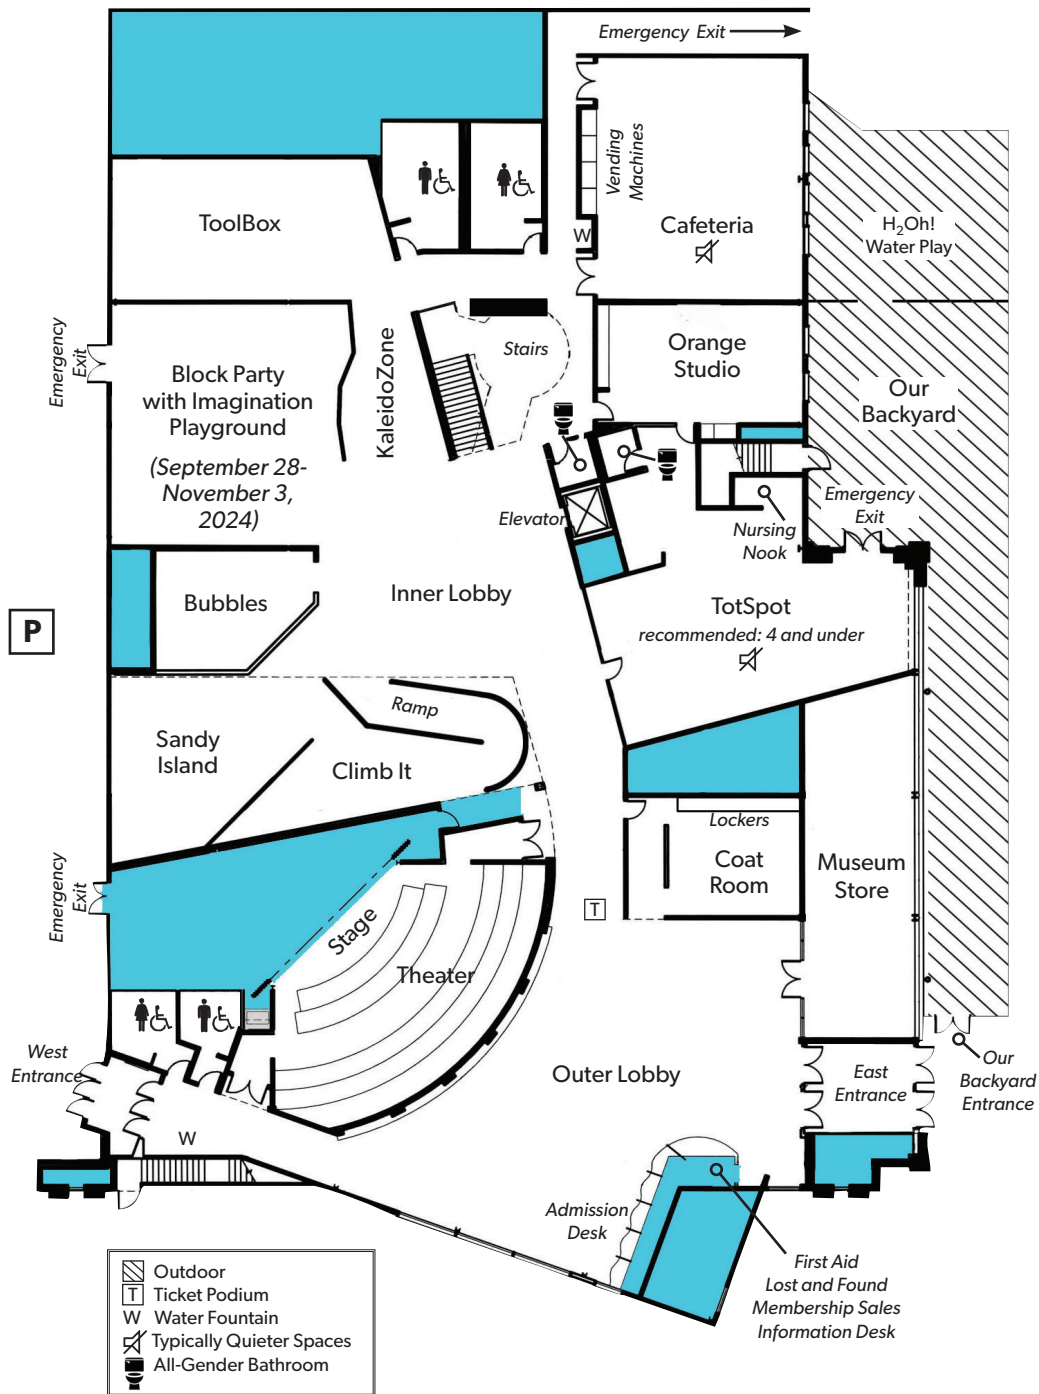 Emergency Exit
ToolBox
Vending
Machines
Cafeteria
W
H2Oh!
Water Play
Emergency
Exit
Block Party
with Imagination
Playground
(September 28-
November 3,
2024)
KaleidoZone
Stairs
Orange
Studio
Our
Backyard
Elevator
Nursing
Nook
Emergency
Exit
P
Bubbles
Inner Lobby
TotSpot
recommended: 4 and under
Ramp
Sandy
Island
Climb It
Lockers
Coat
Room
Museum
Store
T
Emergency
Exit
Stage
Theater
West
Entrance
W
Outer Lobby
East
Entrance
Our
Backyard
Entrance
Admission
Desk
First Aid
Lost and Found
Membership Sales
Information Desk
Outdoor
T Ticket Podium
W Water Fountain
Typically Quieter Spaces
All-Gender Bathroom